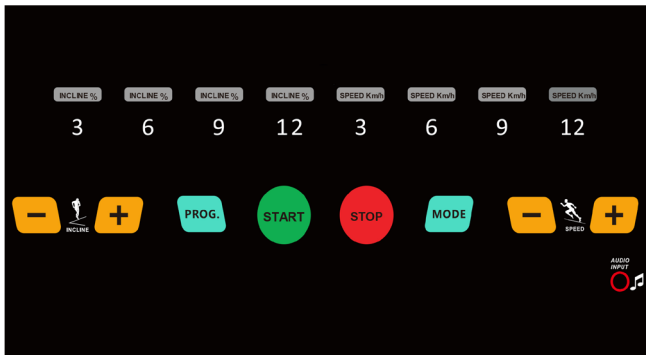 INCLINE % INCLINE % INCLINE % INCLINE % SPEED Km/h SPEED Km/h SPEED Km/h SPEED Km/h
3 6 9 12 3 6 9 12
− + PROG. START STOP MODE − +
INCLINE SPEED
AUDIO
INPUT